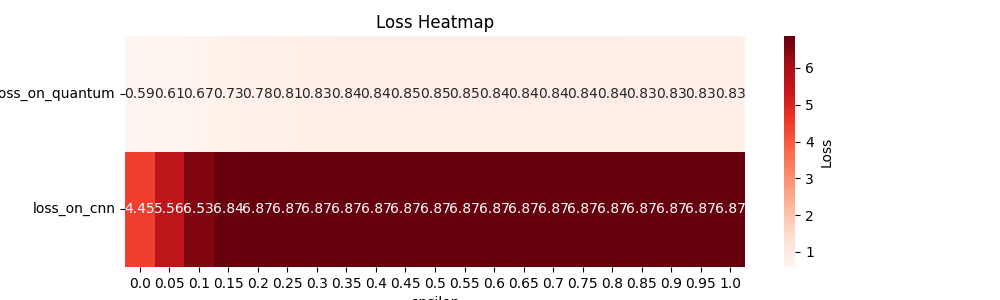 Loss Heatmap
oss_on_quantum 0.59 0.61 0.67 0.73 0.78 0.81 0.83 0.84 0.84 0.85 0.85 0.85 0.84 0.84 0.84 0.84 0.84 0.83 0.83 0.83 0.83
loss_on_cnn 4.45 5.56 6.53 6.84 6.87 6.87 6.87 6.87 6.87 6.87 6.87 6.87 6.87 6.87 6.87 6.87 6.87 6.87 6.87 6.87 6.87
0.0 0.05 0.1 0.15 0.2 0.25 0.3 0.35 0.4 0.45 0.5 0.55 0.6 0.65 0.7 0.75 0.8 0.85 0.9 0.95 1.0
epsilon
6
5
4
3
2
1
Loss